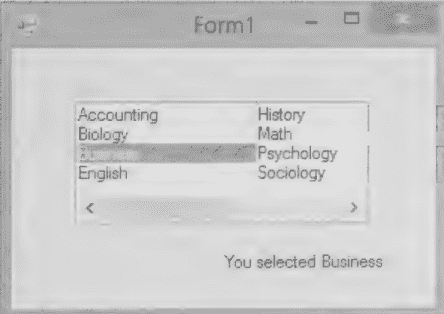 Form1
Accounting History
Biology Math
Psychology
English Sociology
You selected Business